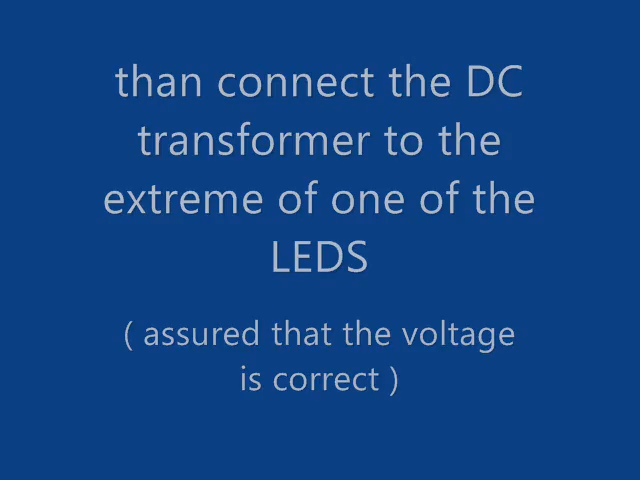 than connect the DC
transformer to the
extreme of one of the
LEDS
( assured that the voltage
is correct )